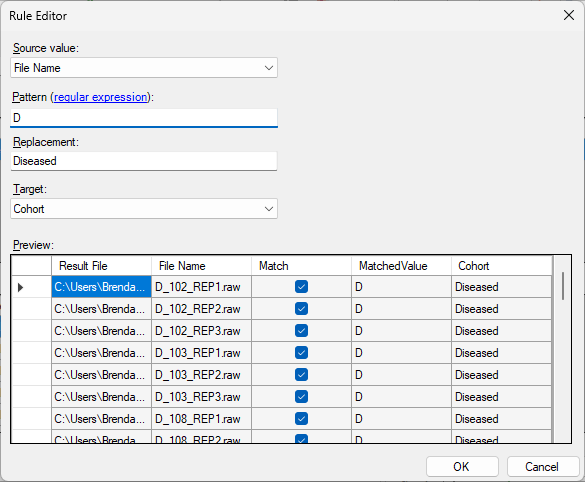 Rule Editor
Source value:
File Name
Pattern (regular expression):
D
Replacement:
Diseased
Target:
Cohort
Preview:
Result File File Name Match MatchedValue Cohort
C:\Users\Brenda... D_102_REP1.raw D Diseased
C:\Users\Brenda... D_102_REP2.raw D Diseased
C:\Users\Brenda... D_102_REP3.raw D Diseased
C:\Users\Brenda... D_103_REP1.raw D Diseased
C:\Users\Brenda... D_103_REP2.raw D Diseased
C:\Users\Brenda... D_103_REP3.raw D Diseased
C:\Users\Brenda... D_108_REP1.raw D Diseased
C:\Users\Brenda... D_108_REP2.raw D Diseased
OK Cancel